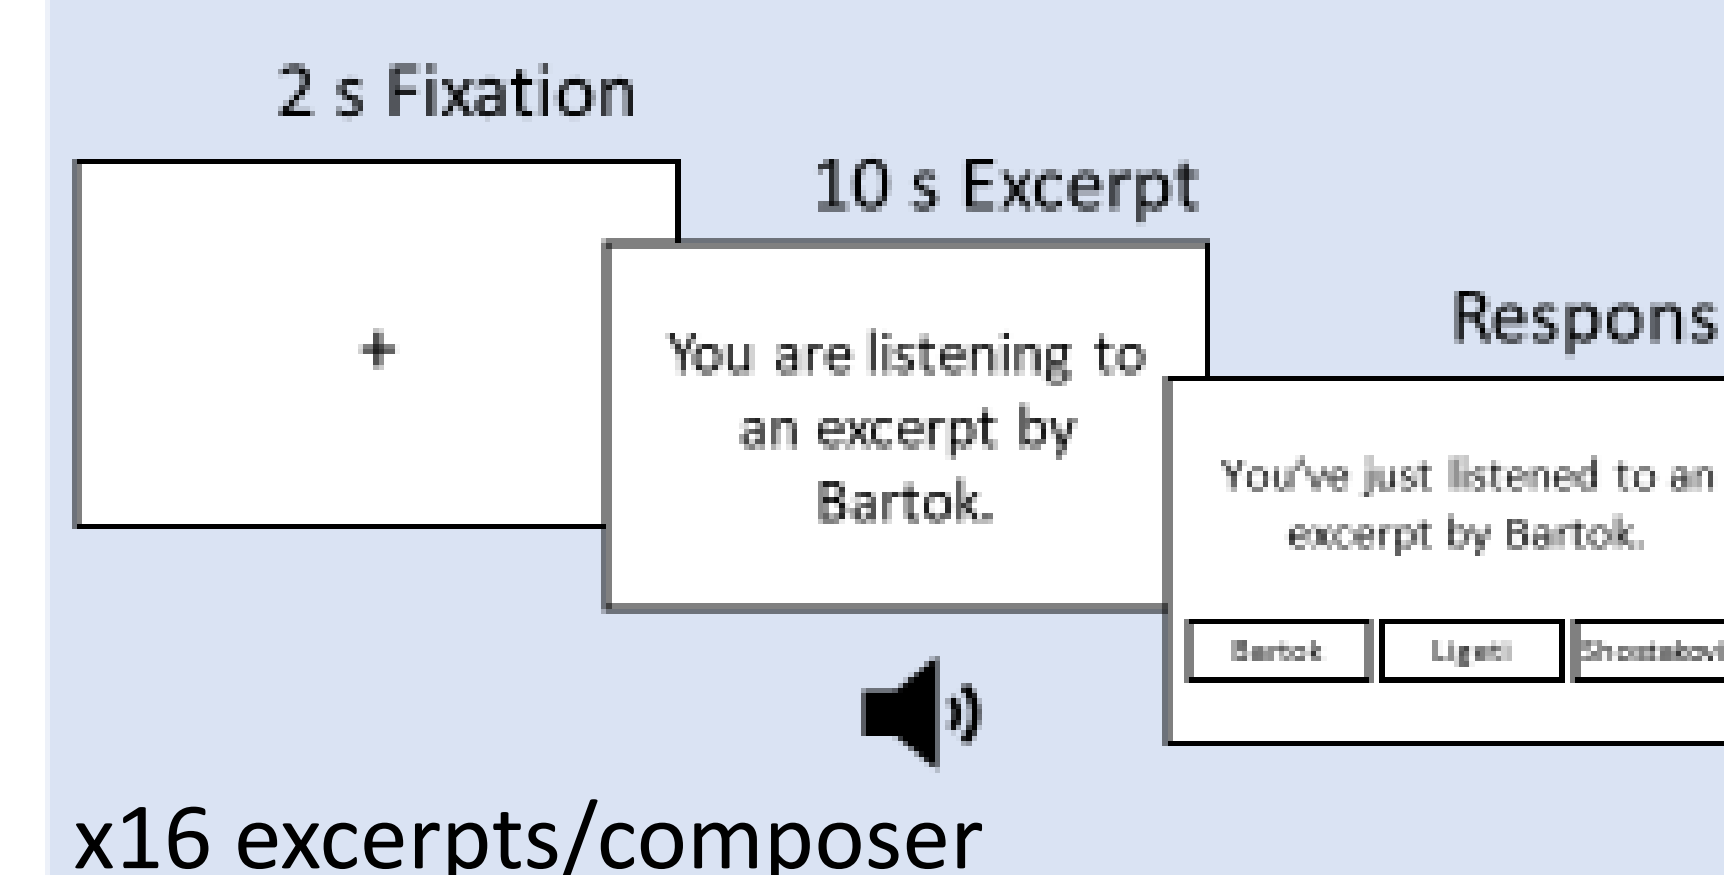 2 s Fixation
10 s Excerpt
Respons
+
You are listening to
an excerpt by
Bartok.
You've just listened to an
excerpt by Bartok.
Bartok
Ligeti
Shostakovi
x16 excerpts/composer